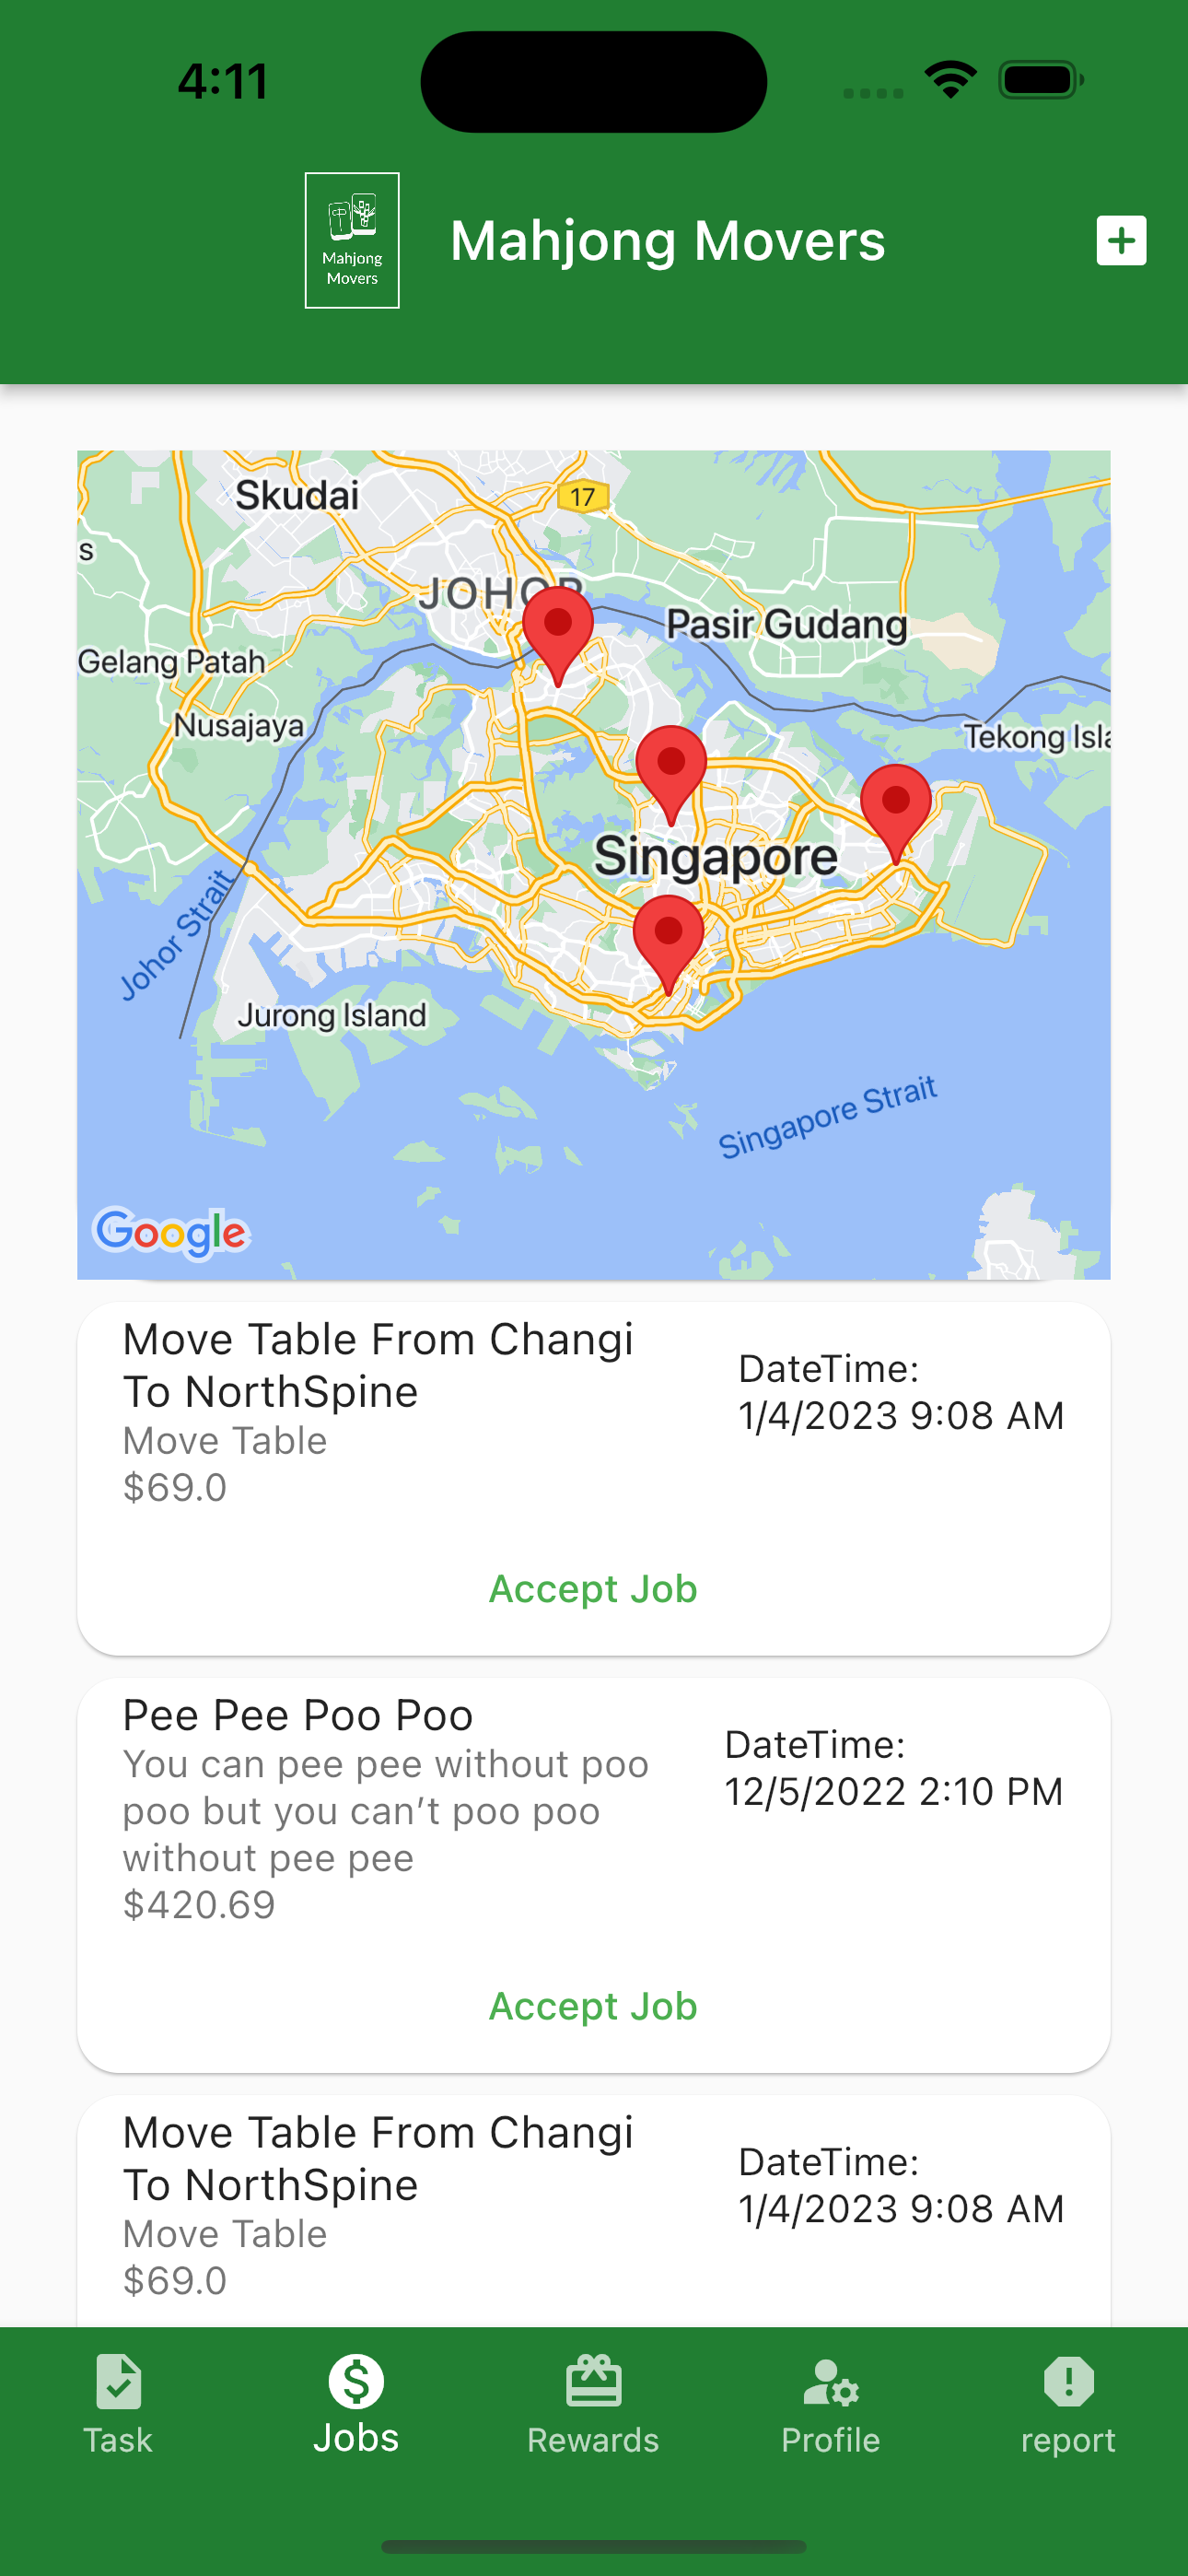 4:11
Mahjong
Movers
Mahjong Movers
Skudai
17
s
JOHOR
Pasir Gudang
Gelang Patah
Nusajaya
Tekong Isla
Singapore
Johor Strait
Jurong Island
Singapore Strait
Google
Move Table From Changi
To NorthSpine
Move Table
$69.0
DateTime:
1/4/2023 9:08 AM
Accept Job
Pee Pee Poo Poo
You can pee pee without poo
poo but you can’t poo poo
without pee pee
$420.69
DateTime:
12/5/2022 2:10 PM
Accept Job
Move Table From Changi
To NorthSpine
Move Table
$69.0
DateTime:
1/4/2023 9:08 AM
Task
Jobs
Rewards
Profile
report